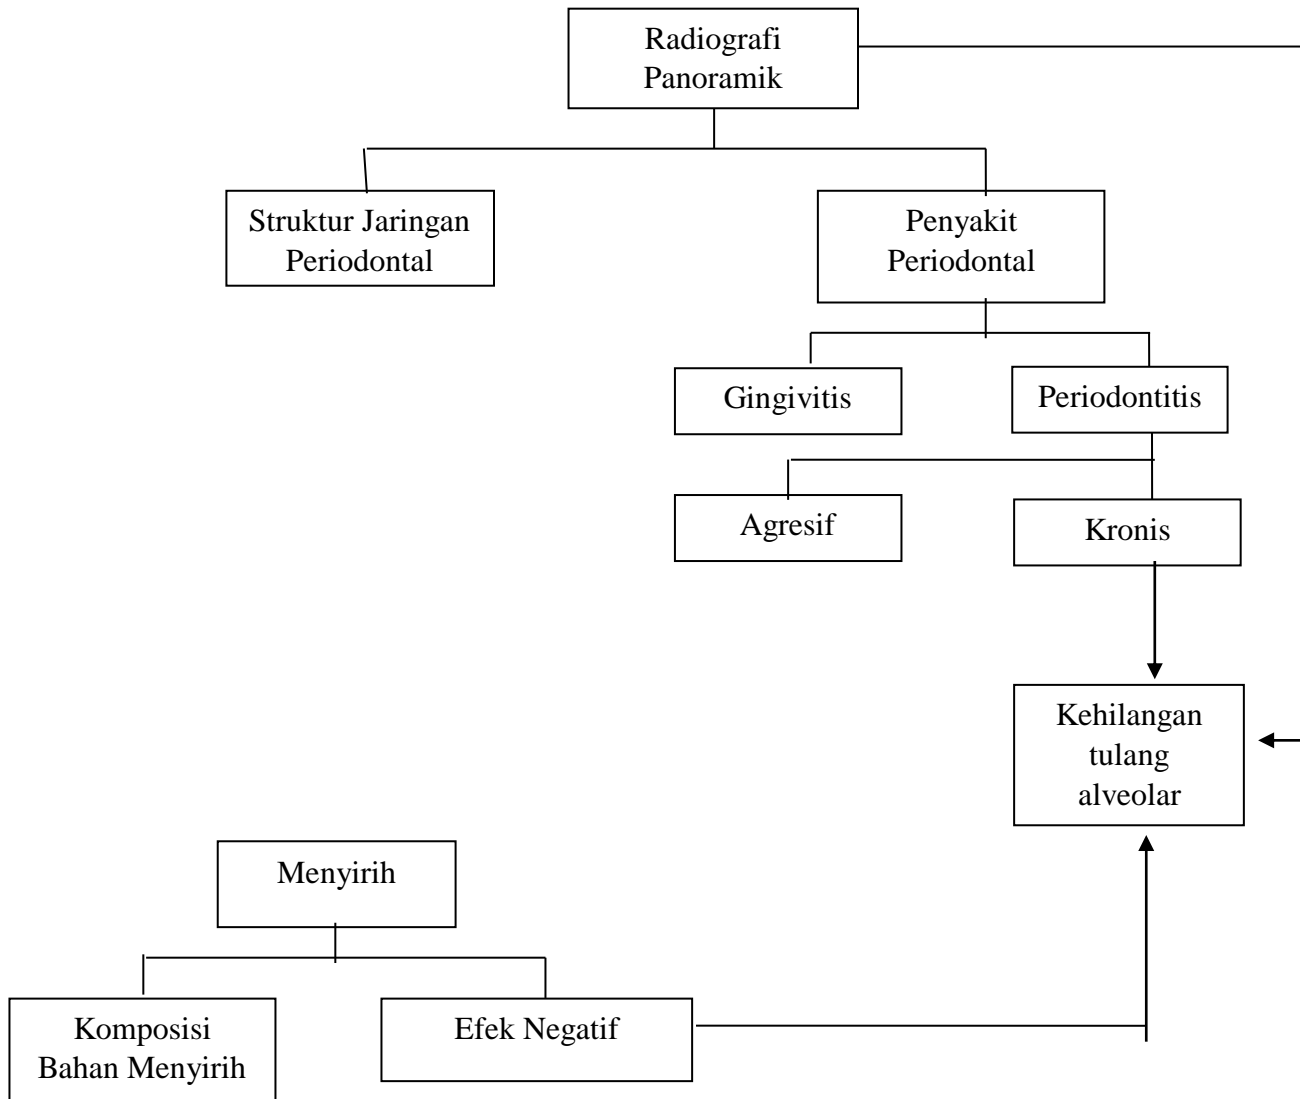 Radiografi
Panoramik
Struktur Jaringan
Periodontal
Penyakit
Periodontal
Gingivitis
Periodontitis
Agresif
Kronis
Kehilangan
tulang
alveolar
Menyirih
Komposisi
Bahan Menyirih
Efek Negatif